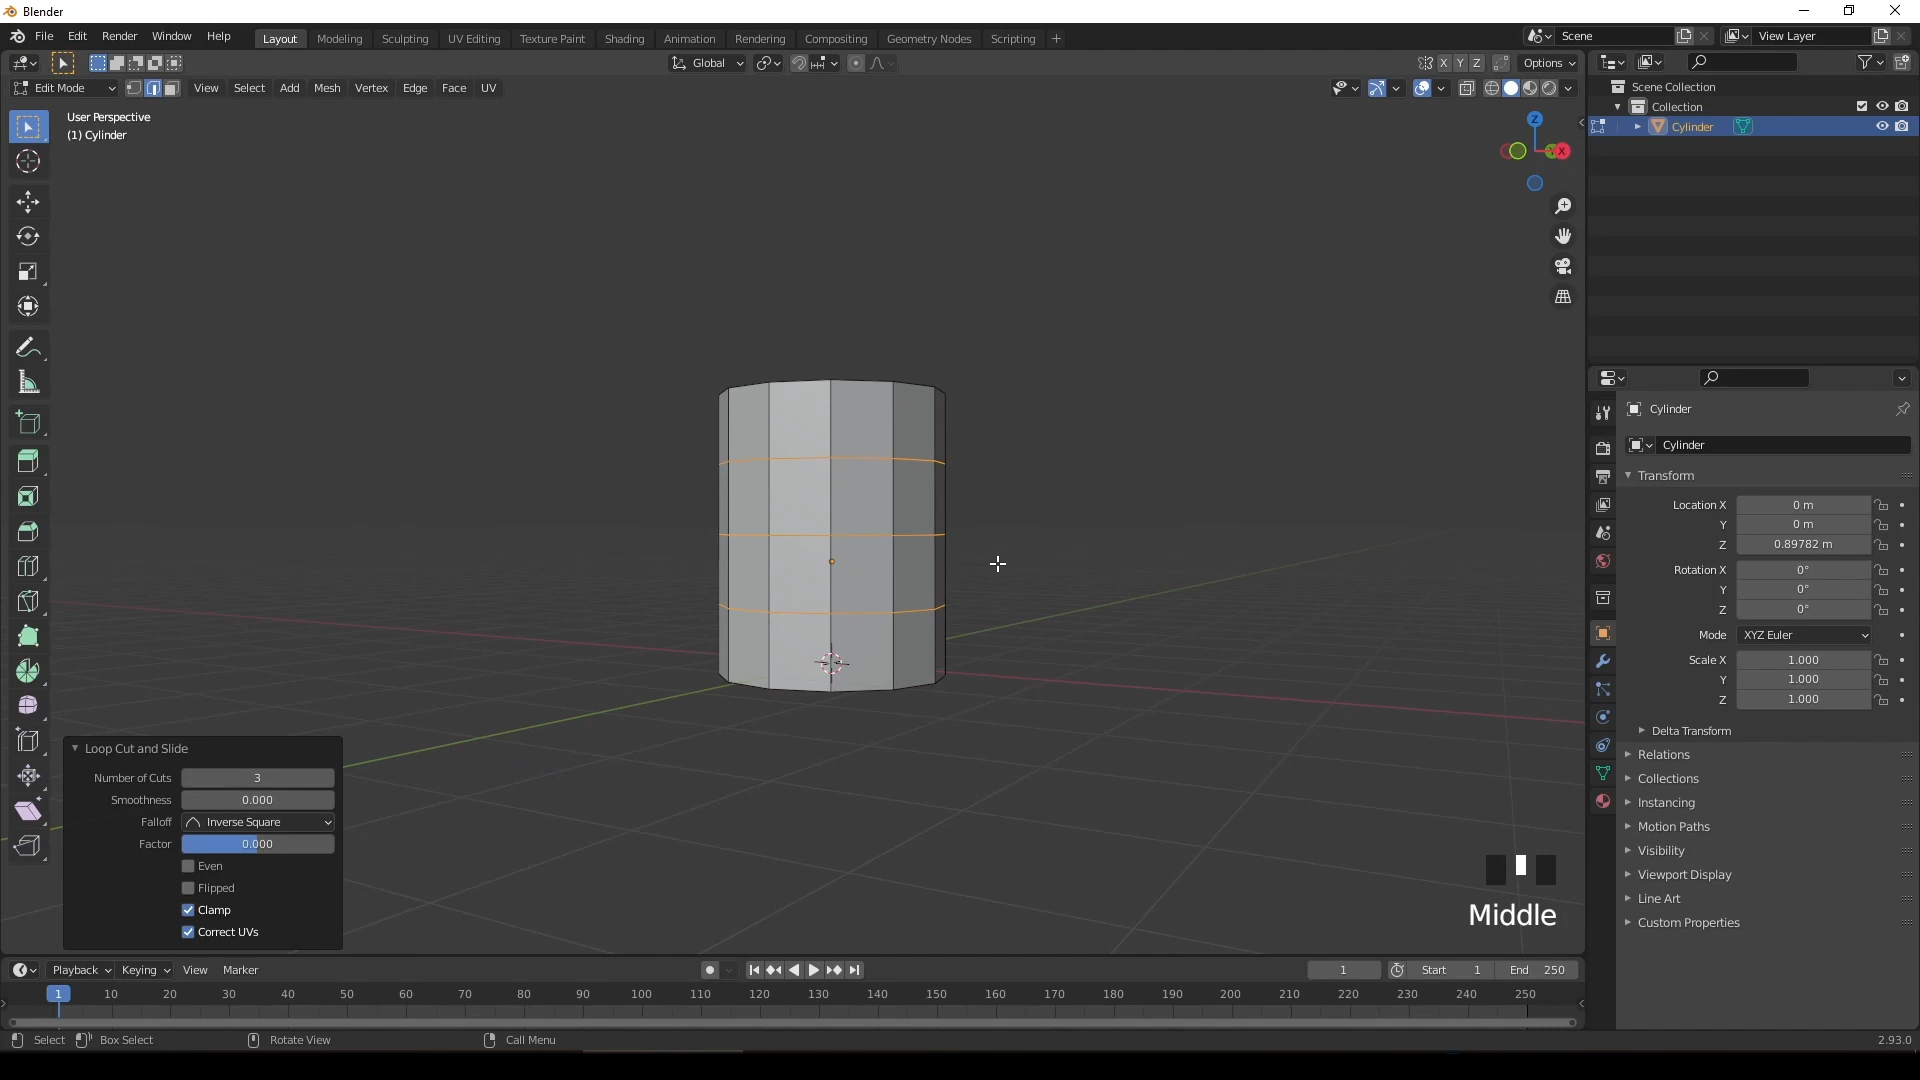 Blender
File Edit Render Window Help
Layout Modeling Sculpting UV Editing Texture Paint Shading Animation Rendering Compositing Geometry Nodes Scripting +
Scene
View Layer
Global
X Y Z
Options
Edit Mode
View Select Add Mesh Vertex Edge Face UV
User Perspective
(1) Cylinder
Z
X
Scene Collection
Collection
Cylinder
Cylinder
Cylinder
Transform
Location X 0 m
Y 0 m
Z 0.89782 m
Rotation X 0°
Y 0°
Z 0°
Mode XYZ Euler
Scale X 1.000
Y 1.000
Z 1.000
Delta Transform
Relations
Collections
Instancing
Motion Paths
Visibility
Viewport Display
Line Art
Custom Properties
Loop Cut and Slide
Number of Cuts 3
Smoothness 0.000
Falloff Inverse Square
Factor 0.000
Even
Flipped
Clamp
Correct UVs
Middle
Playback Keying View Marker
1 Start 1 End 250
1 10 20 30 40 50 60 70 80 90 100 110 120 130 140 150 160 170 180 190 200 210 220 230 240 250
Select Box Select Rotate View Call Menu
2.93.0